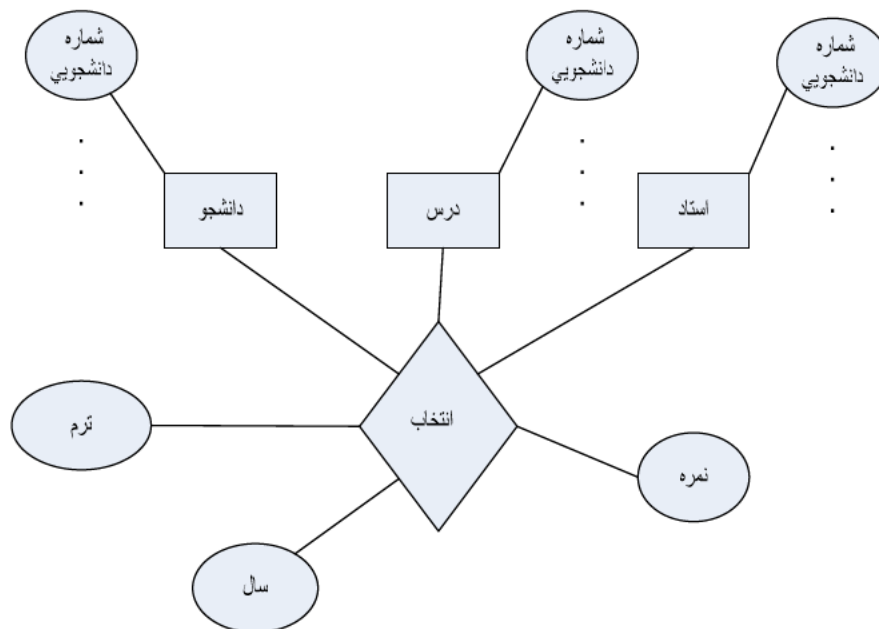 شماره
دانشجويي
شماره
دانشجويي
شماره
دانشجويي
استاد
درس
دانشجو
انتخاب
ترم
نمره
سال